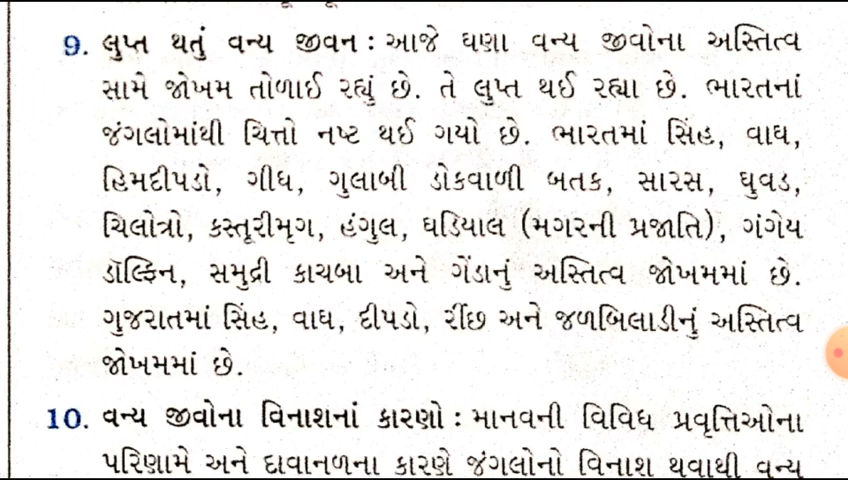 9. લુપ્ત થતું વન્ય જીવન : આજે ઘણા વન્ય જીવોના અસ્તિત્વ
સામે જોખમ તોળાઈ રહ્યું છે. તે લુપ્ત થઈ રહ્યા છે. ભારતનાં
જંગલોમાંથી ચિત્તો નષ્ટ થઈ ગયો છે. ભારતમાં સિંહ, વાઘ,
હિમદીપડો, ગીધ, ગુલાબી ડોકવાળી બતક, સારસ, ઘુવડ,
ચિલોત્રો, કસ્તૂરીમૃગ, હંગુલ, ઘડિયાલ (મગરની પ્રજાતિ), ગંગેય
ડૉલ્ફિન, સમુદ્રી કાચબા અને ગેંડાનું અસ્તિત્વ જોખમમાં છે.
ગુજરાતમાં સિંહ, વાઘ, દીપડો, રીંછ અને જળબિલાડીનું અસ્તિત્વ
જોખમમાં છે.
10. વન્ય જીવોના વિનાશનાં કારણો : માનવની વિવિધ પ્રવૃત્તિઓના
પરિણામે અને દાવાનળના કારણે જંગલોનો વિનાશ થવાથી વન્ય